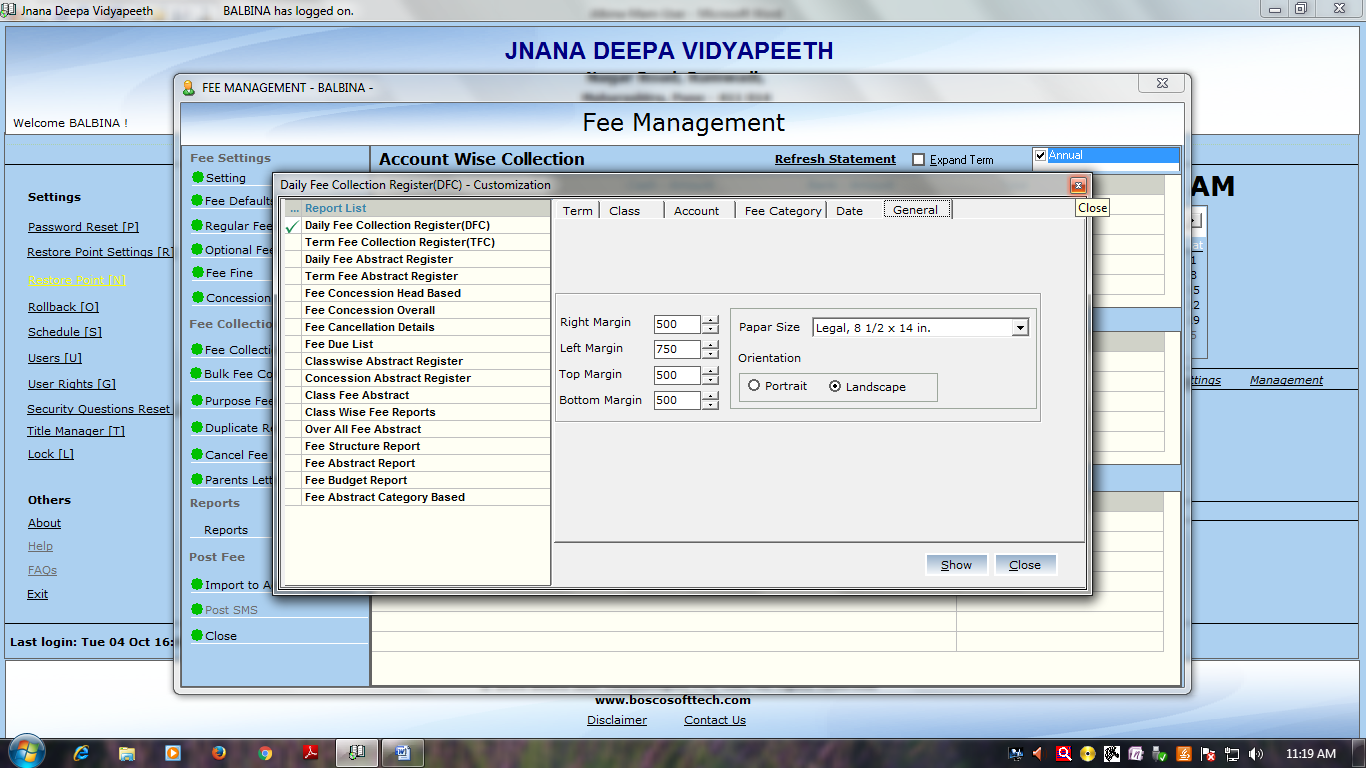 Jnana Deepa Vidyapeeth BALBINA has logged on.
JNANA DEEPA VIDYAPEETH
FEE MANAGEMENT - BALBINA -
Welcome BALBINA !
Fee Management
Settings
Password Reset [P]
Restore Point Settings [R]
Restore Point [N]
Rollback [O]
Schedule [S]
Users [U]
User Rights [G]
Security Questions Reset
Title Manager [T]
Lock [L]
Others
About
Help
FAQs
Exit
Last login: Tue 04 Oct 16:
Fee Settings
Setting
Fee Defaults
Regular Fee
Optional Fee
Fee Fine
Concession
Fee Collectio
Fee Collecti
Bulk Fee Co
Purpose Fee
Duplicate Re
Cancel Fee
Parents Lett
Reports
Reports
Post Fee
Import to A
Post SMS
Close
Account Wise Collection Refresh Statement Expand Term Annual
AM
Daily Fee Collection Register(DFC) - Customization
Close
... Report List
Daily Fee Collection Register(DFC)
Term Fee Collection Register(TFC)
Daily Fee Abstract Register
Term Fee Abstract Register
Fee Concession Head Based
Fee Concession Overall
Fee Cancellation Details
Fee Due List
Classwise Abstract Register
Concession Abstract Register
Class Fee Abstract
Class Wise Fee Reports
Over All Fee Abstract
Fee Structure Report
Fee Abstract Report
Fee Budget Report
Fee Abstract Category Based
Term Class Account Fee Category Date General
Right Margin 500
Left Margin 750
Top Margin 500
Bottom Margin 500
Papar Size Legal, 8 1/2 x 14 in.
Orientation
Portrait Landscape
Show Close
at
1
8
5
2
9
5
ttings Management
www.boscosofttech.com
Disclaimer Contact Us
11:19 AM